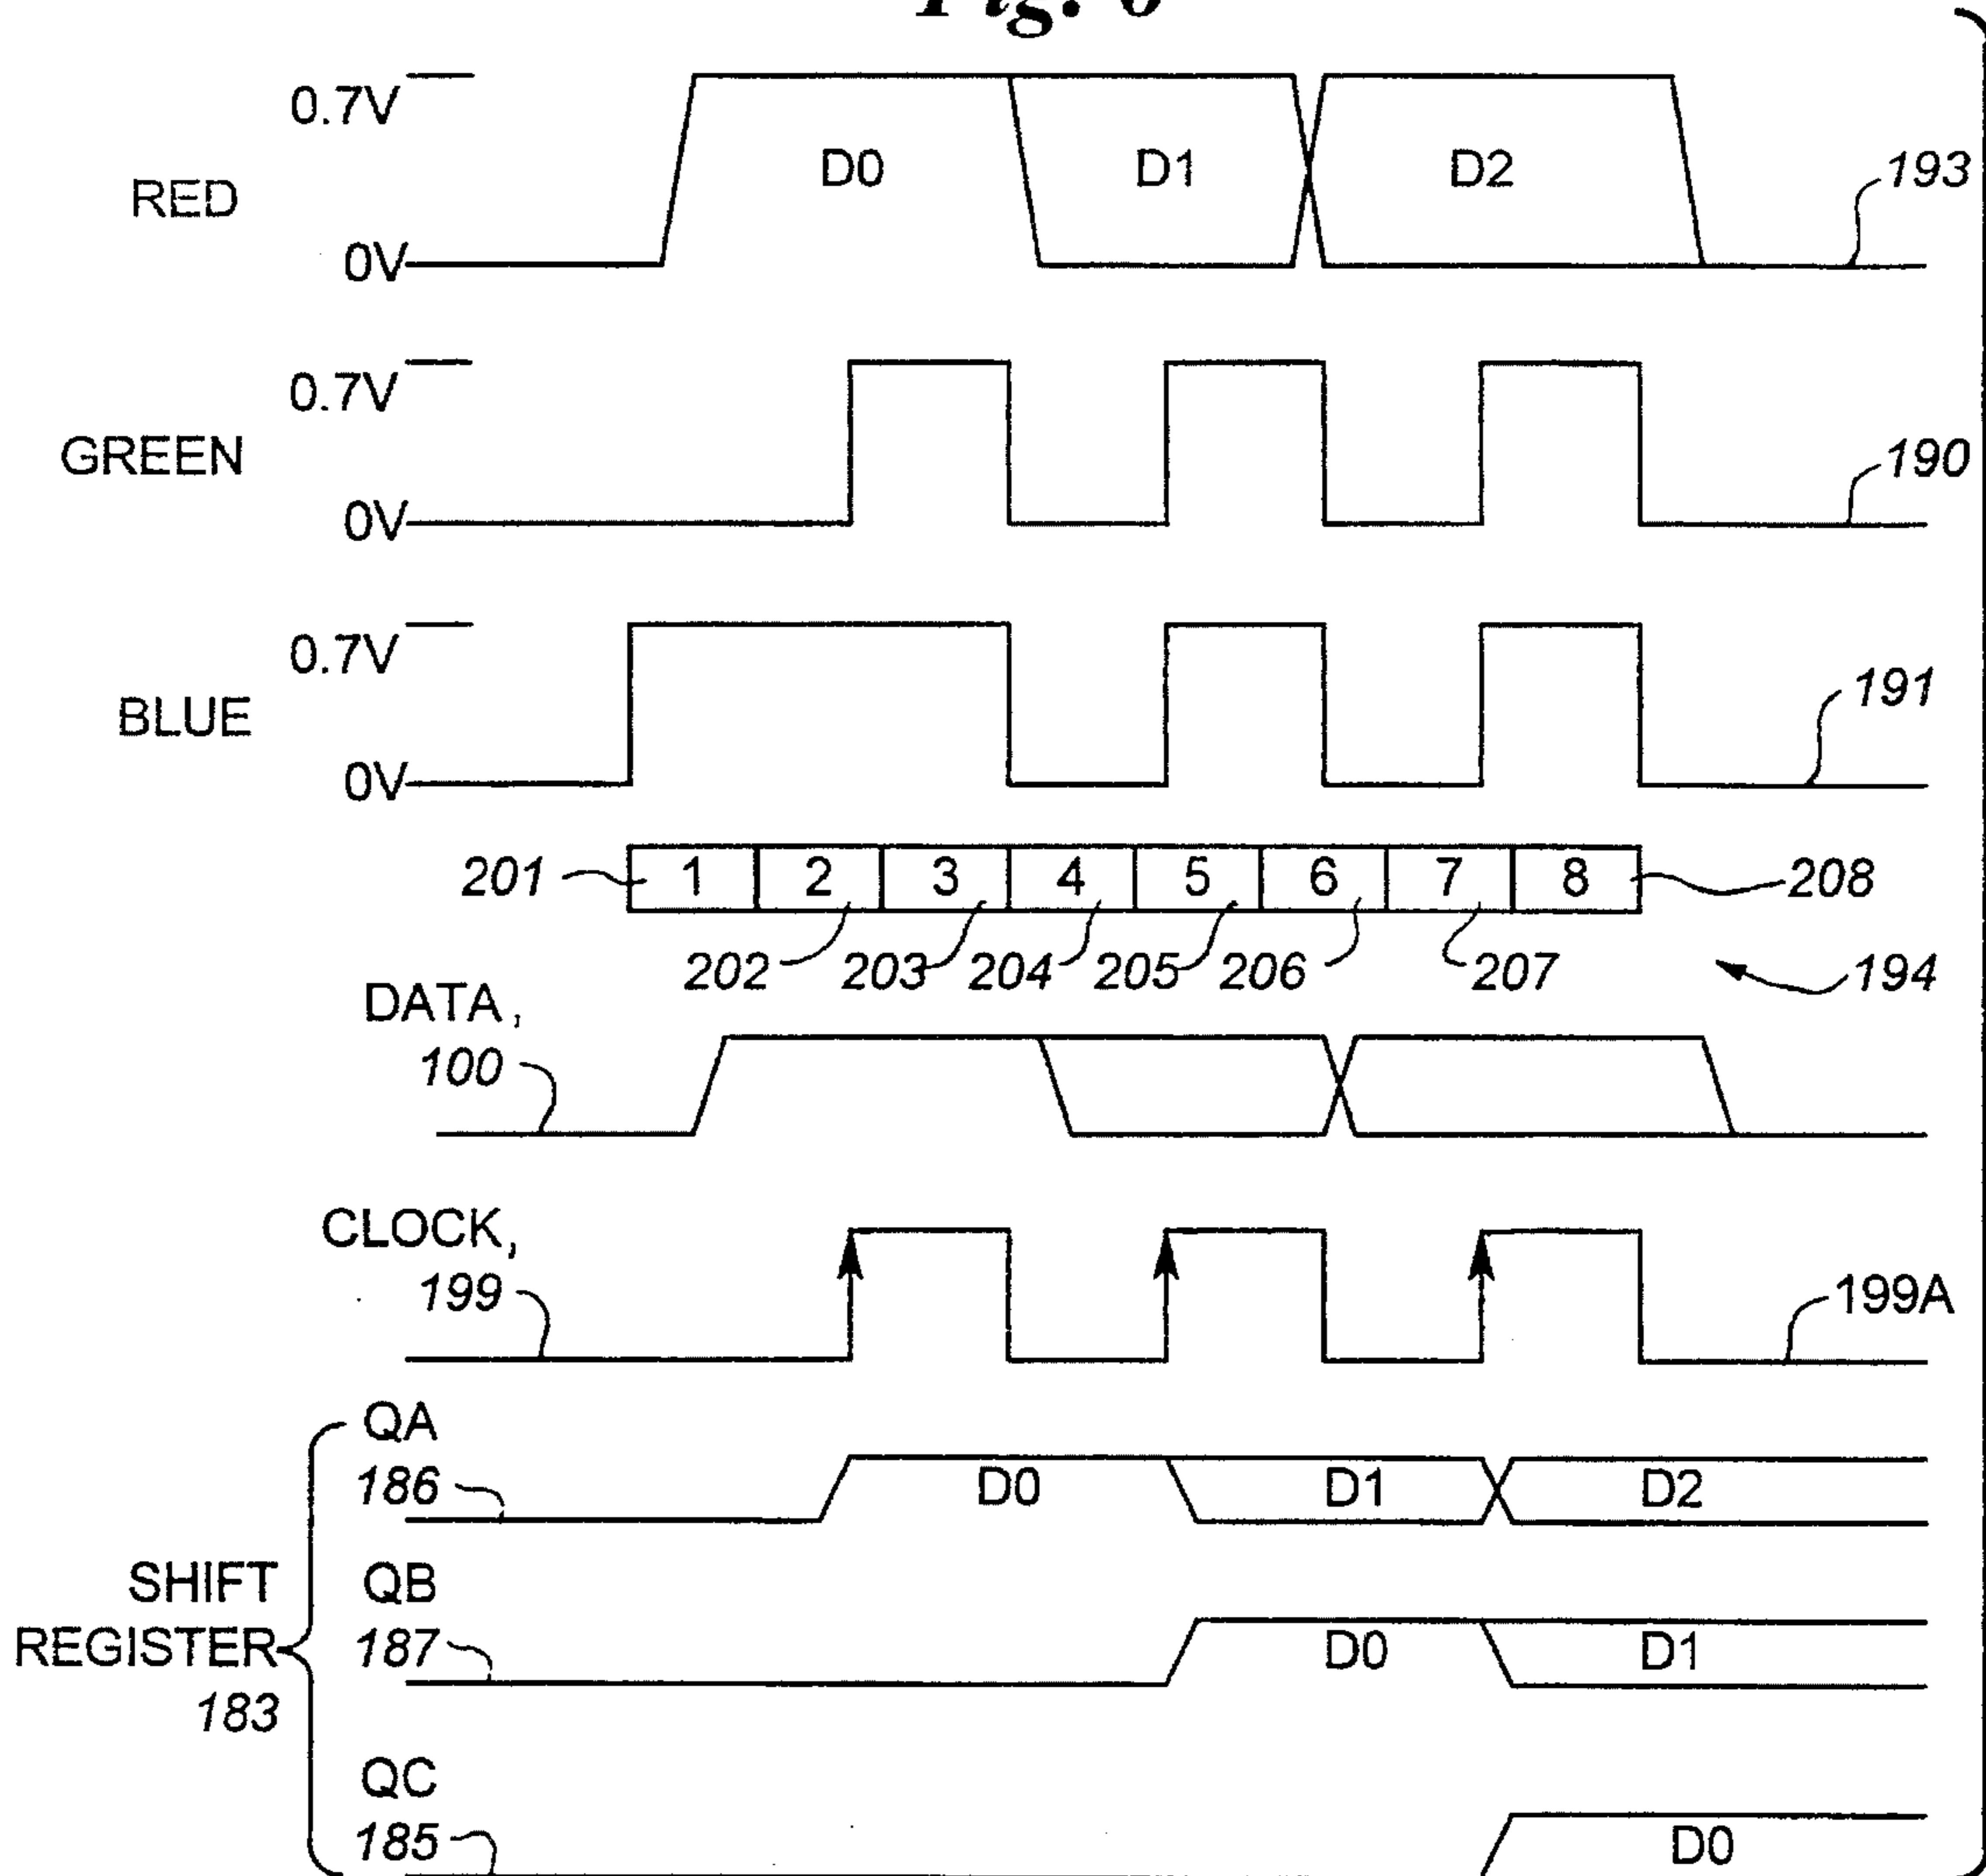 0.7V
D0 D1 D2
RED
193
0V
0.7V
GREEN
190
0V
0.7V
BLUE
191
0V
201 1 2 3 4 5 6 7 8 208
202 203 204 205 206 207 194
DATA,
100
CLOCK,
199
199A
QA
186
D0 D1 D2
SHIFT
REGISTER
183
QB
187
D0 D1
QC
185
D0